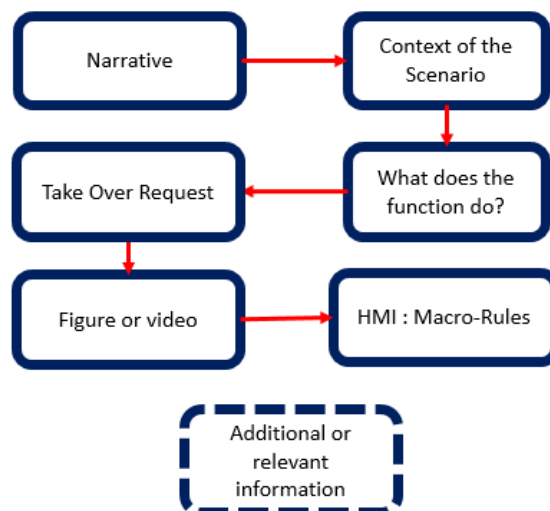 Narrative
Context of the
Scenario
Take Over Request
What does the
function do?
Figure or video
HMI : Macro-Rules
Additional or
relevant
information